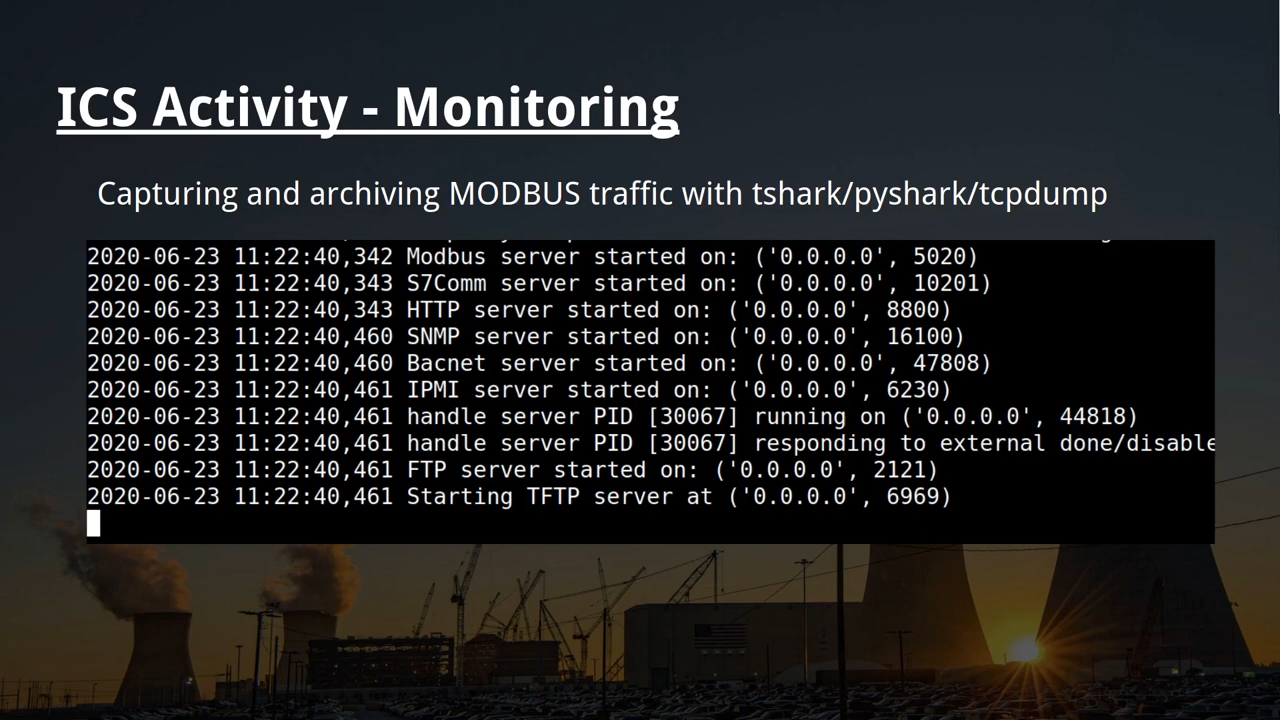 ICS Activity - Monitoring
Capturing and archiving MODBUS traffic with tshark/pyshark/tcpdump
2020-06-23 11:22:40,342 Modbus server started on: ('0.0.0.0', 5020)
2020-06-23 11:22:40,343 S7Comm server started on: ('0.0.0.0', 10201)
2020-06-23 11:22:40,343 HTTP server started on: ('0.0.0.0', 8800)
2020-06-23 11:22:40,460 SNMP server started on: ('0.0.0.0', 16100)
2020-06-23 11:22:40,460 Bacnet server started on: ('0.0.0.0', 47808)
2020-06-23 11:22:40,461 IPMI server started on: ('0.0.0.0', 6230)
2020-06-23 11:22:40,461 handle server PID [30067] running on ('0.0.0.0', 44818)
2020-06-23 11:22:40,461 handle server PID [30067] responding to external done/disable
2020-06-23 11:22:40,461 FTP server started on: ('0.0.0.0', 2121)
2020-06-23 11:22:40,461 Starting TFTP server at ('0.0.0.0', 6969)